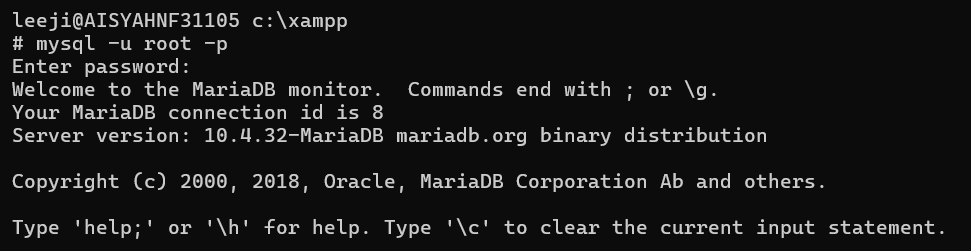 leeji@AISYAHNF31105 c:\xampp
# mysql -u root -p
Enter password:
Welcome to the MariaDB monitor.  Commands end with ; or \g.
Your MariaDB connection id is 8
Server version: 10.4.32-MariaDB mariadb.org binary distribution
Copyright (c) 2000, 2018, Oracle, MariaDB Corporation Ab and others.
Type 'help;' or '\h' for help. Type '\c' to clear the current input statement.